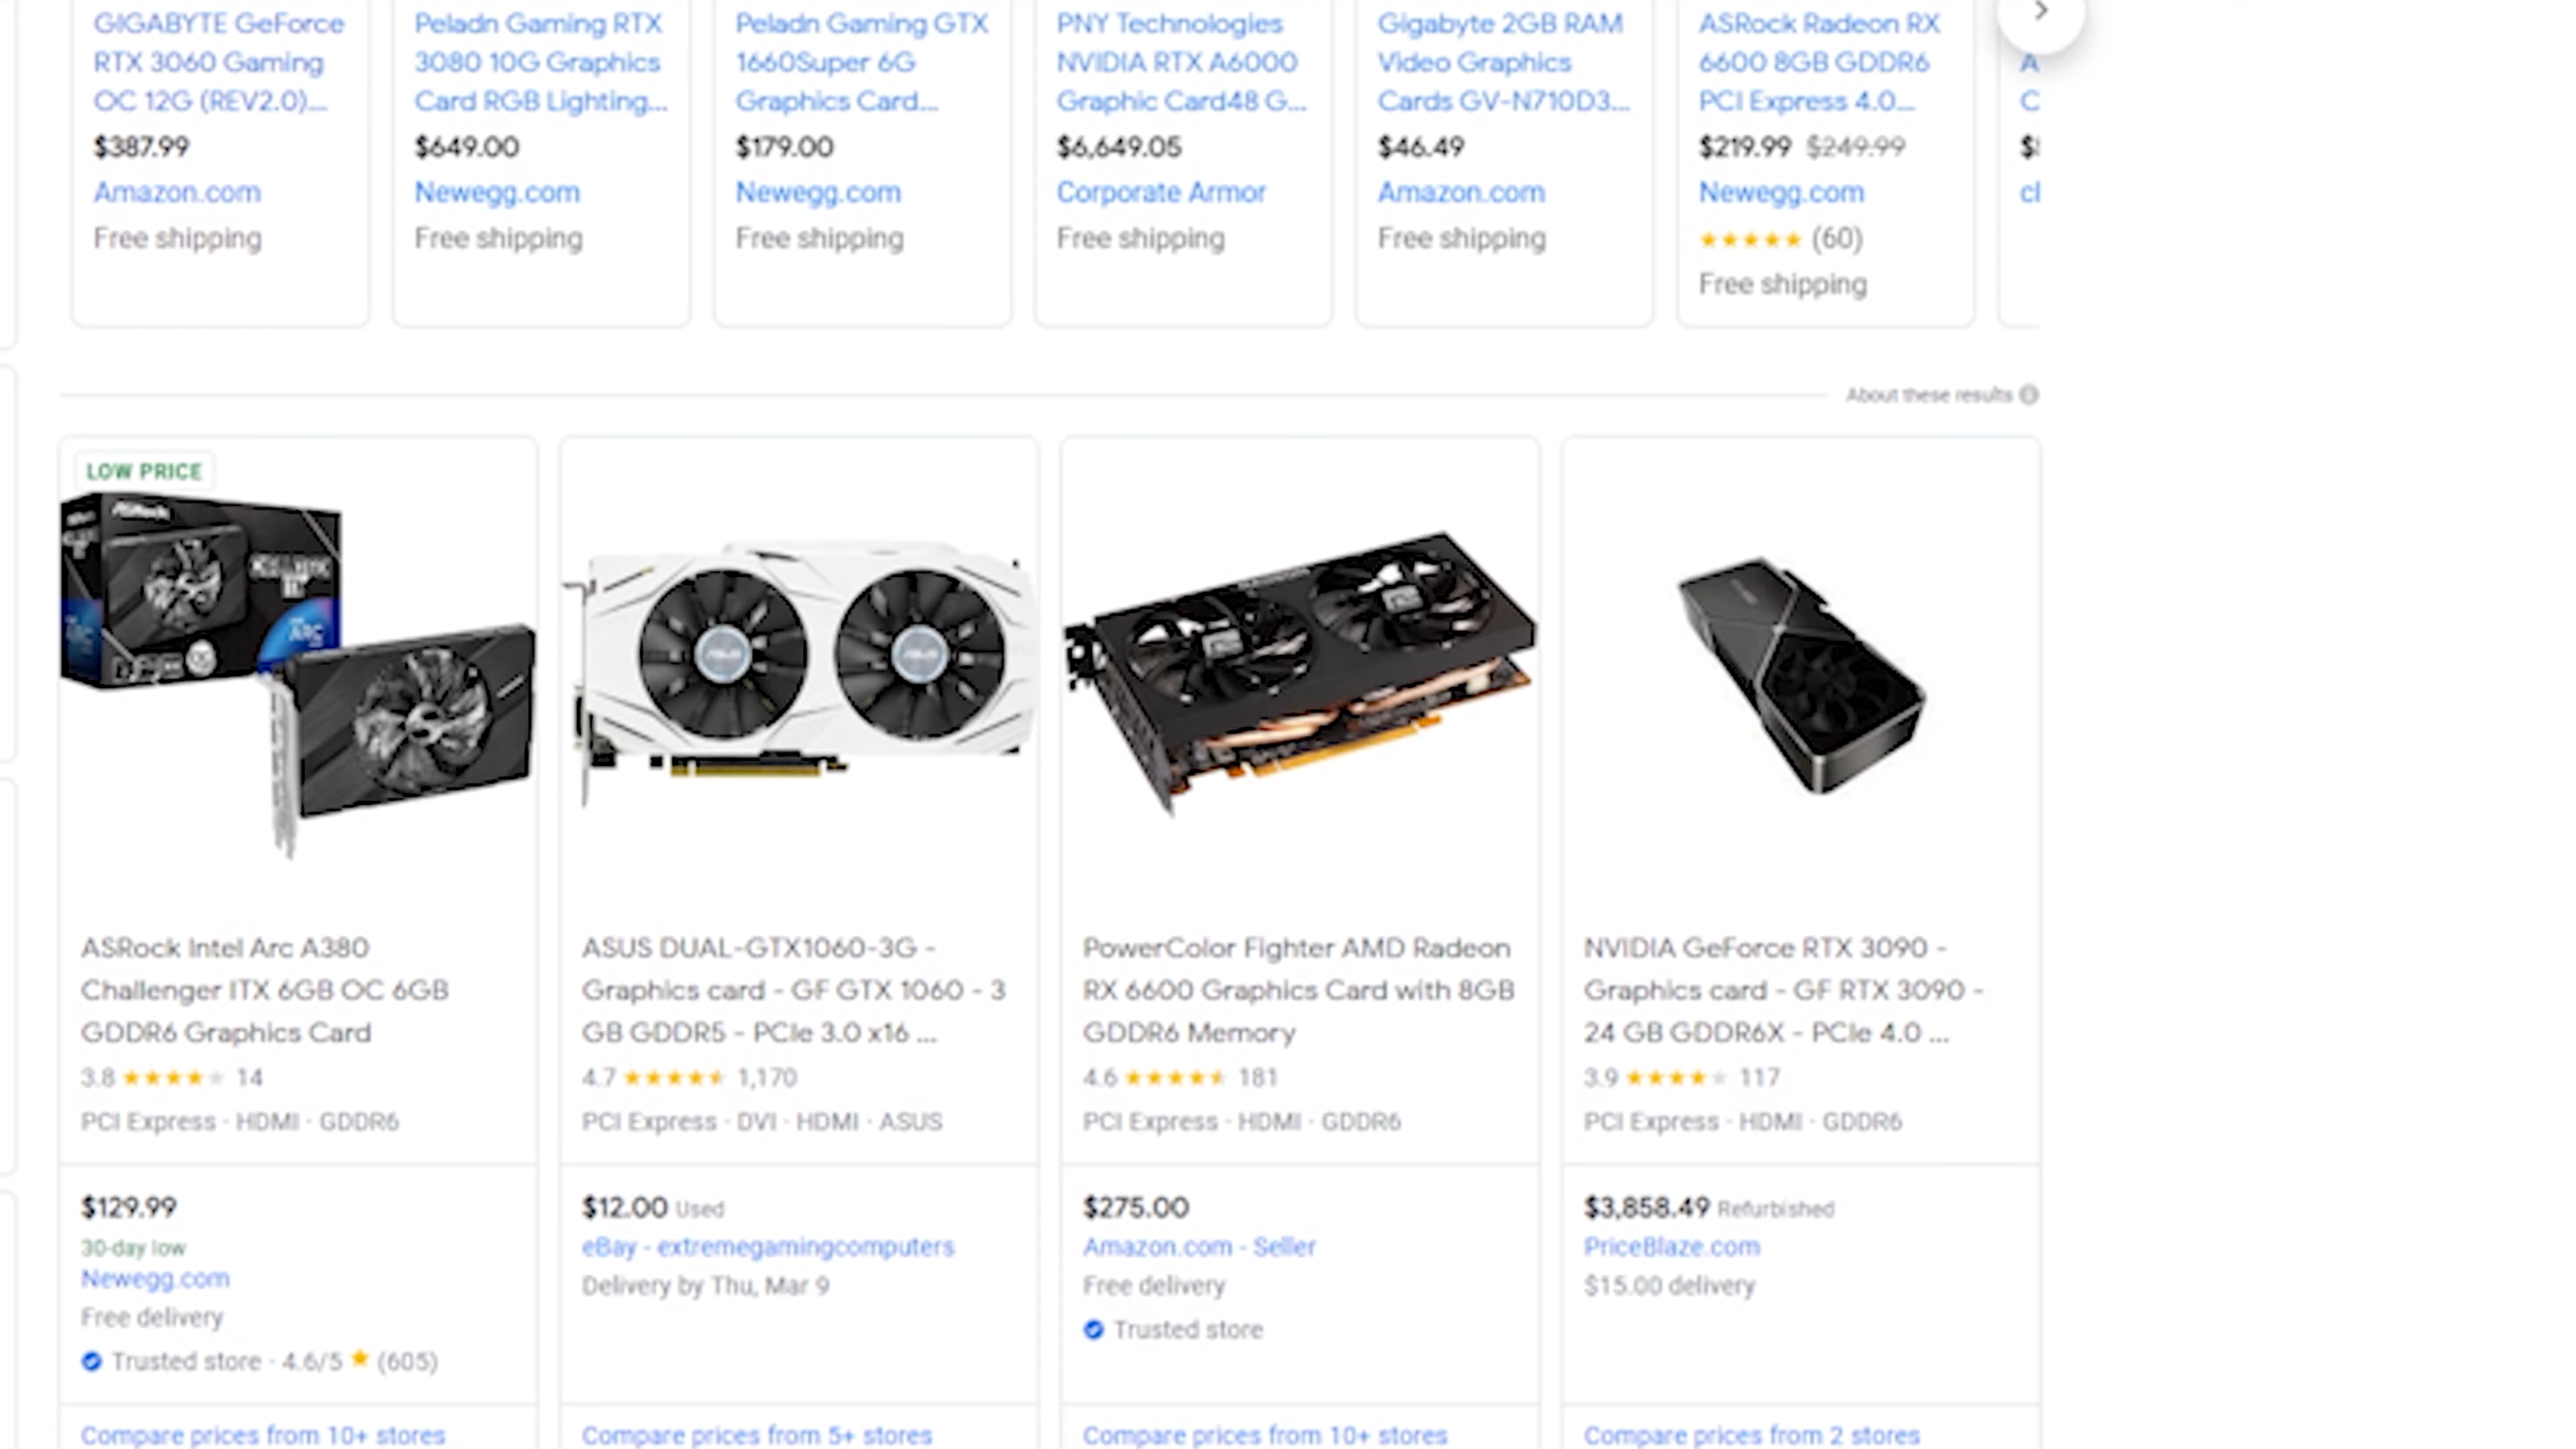 GIGABYTE GeForce
RTX 3060 Gaming
OC 12G (REV2.0)...
$387.99
Amazon.com
Free shipping
Peladn Gaming RTX
3080 10G Graphics
Card RGB Lighting...
$649.00
Newegg.com
Free shipping
Peladn Gaming GTX
1660Super 6G
Graphics Card...
$179.00
Newegg.com
Free shipping
PNY Technologies
NVIDIA RTX A6000
Graphic Card48 G...
$6,649.05
Corporate Armor
Free shipping
Gigabyte 2GB RAM
Video Graphics
Cards GV-N710D3...
$46.49
Amazon.com
Free shipping
ASRock Radeon RX
6600 8GB GDDR6
PCI Express 4.0...
$219.99 $249.99
Newegg.com
(60)
Free shipping
About these results
LOW PRICE
ASRock
ARC
ASRock Intel Arc A380
Challenger ITX 6GB OC 6GB
GDDR6 Graphics Card
3.8 14
PCI Express · HDMI · GDDR6
$129.99
30-day low
Newegg.com
Free delivery
Trusted store · 4.6/5 (605)
Compare prices from 10+ stores
ASUS DUAL-GTX1060-3G -
Graphics card - GF GTX 1060 - 3
GB GDDR5 - PCIe 3.0 x16 ...
4.7 1,170
PCI Express · DVI · HDMI · ASUS
$12.00 Used
eBay - extremegamingcomputers
Delivery by Thu, Mar 9
Compare prices from 5+ stores
PowerColor Fighter AMD Radeon
RX 6600 Graphics Card with 8GB
GDDR6 Memory
4.6 181
PCI Express · HDMI · GDDR6
$275.00
Amazon.com - Seller
Free delivery
Trusted store
Compare prices from 10+ stores
NVIDIA GeForce RTX 3090 -
Graphics card - GF RTX 3090 -
24 GB GDDR6X - PCIe 4.0 ...
3.9 117
PCI Express · HDMI · GDDR6
$3,858.49 Refurbished
PriceBlaze.com
$15.00 delivery
Compare prices from 2 stores